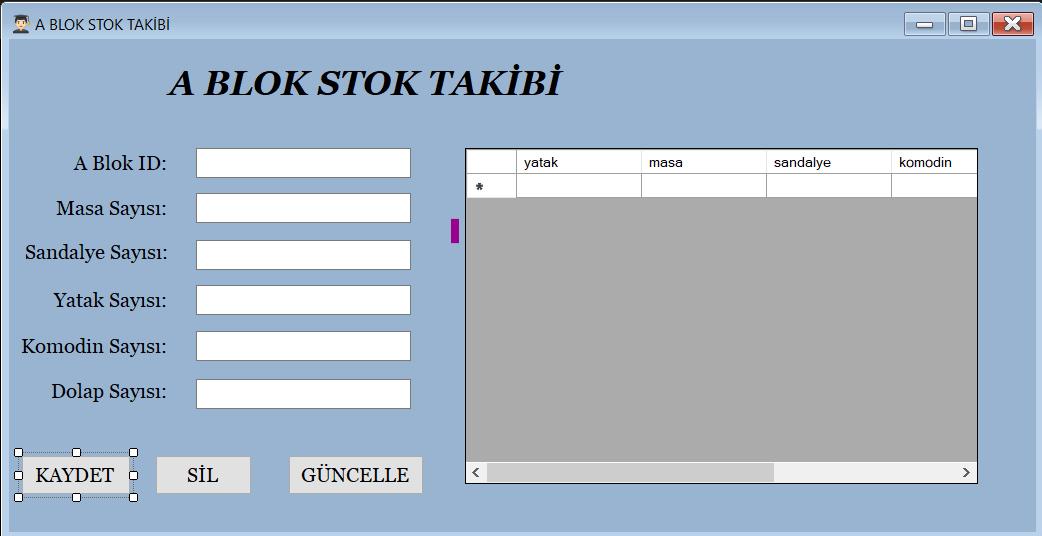 A BLOK STOK TAKİBİ
A BLOK STOK TAKİBİ
A Blok ID:
Masa Sayısı:
Sandalye Sayısı:
Yatak Sayısı:
Komodin Sayısı:
Dolap Sayısı:
KAYDET SİL GÜNCELLE
yatak masa sandalye komodin
*